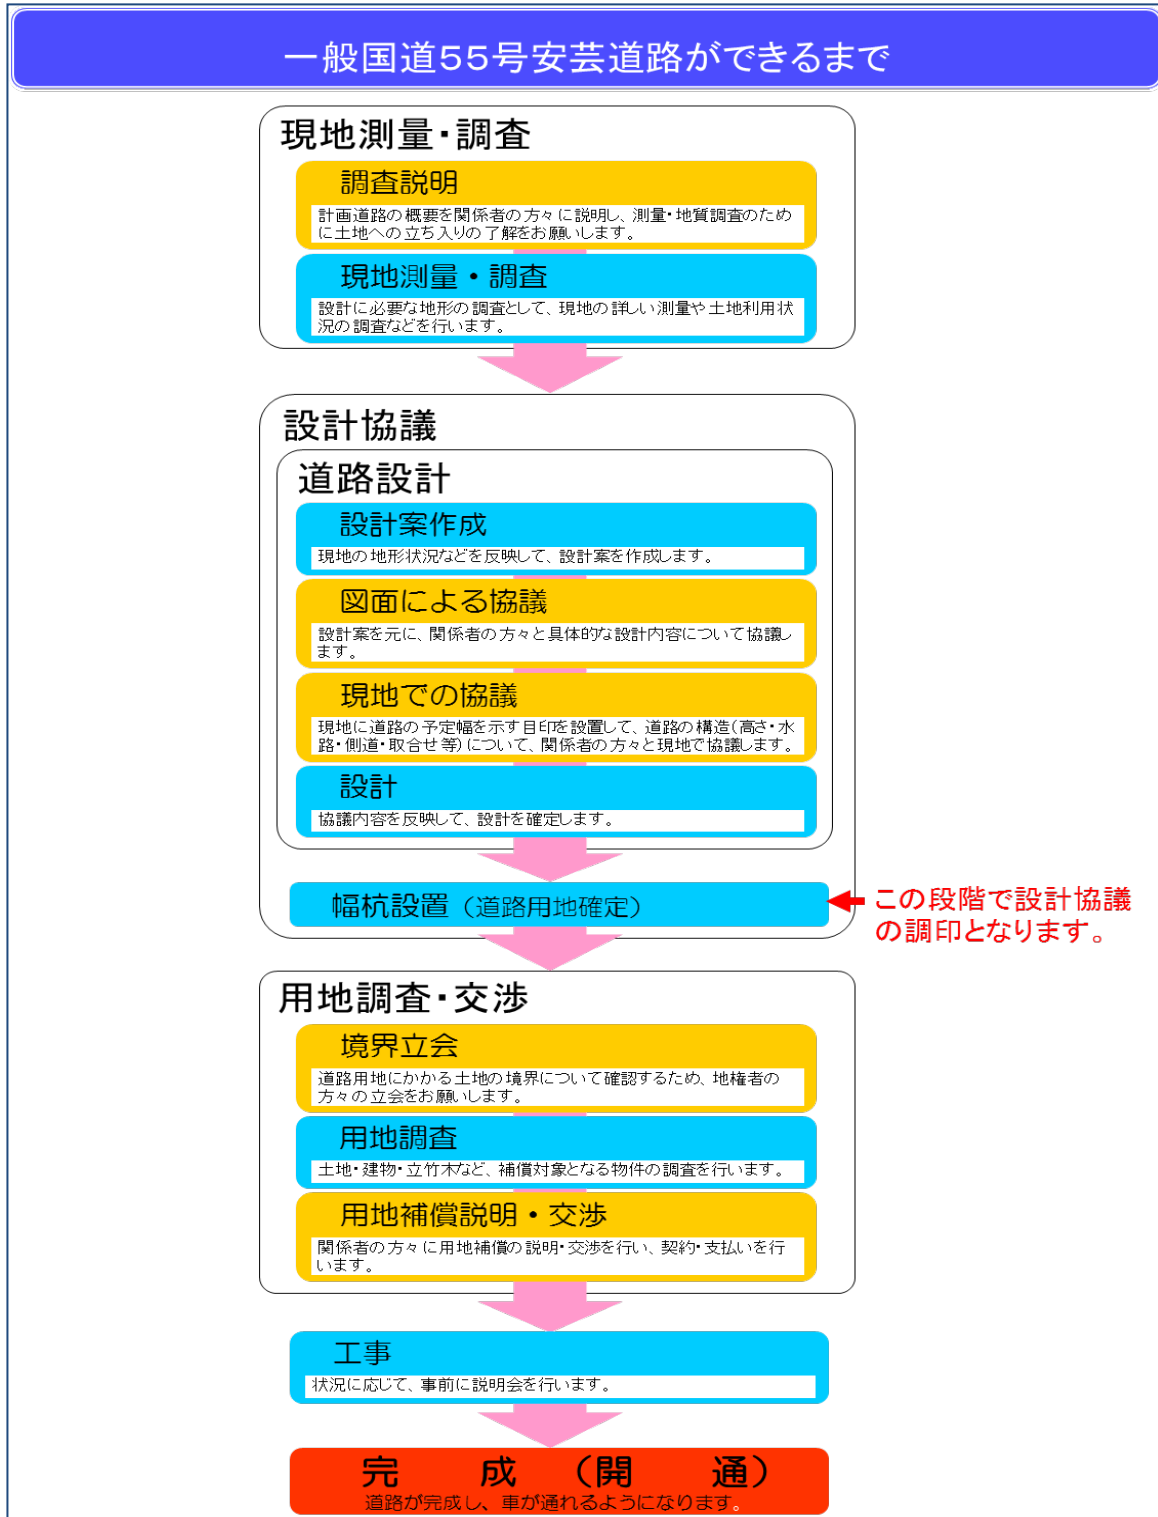 一般国道55号安芸道路ができるまで
現地測量・調査
調査説明
計画道路の概要を関係者の方々に説明し、測量・地質調査のため
に土地への立ち入りの了解をお願いします。
現地測量・調査
設計に必要な地形の調査として、現地の詳しい測量や土地利用状
況の調査などを行います。
設計協議
道路設計
設計案作成
現地の地形状況などを反映して、設計案を作成します。
図面による協議
設計案を元に、関係者の方々と具体的な設計内容について協議し
ます。
現地での協議
現地に道路の予定幅を示す目印を設置して、道路の構造(高さ・水
路・側道・取合せ等)について、関係者の方々と現地で協議します。
設計
協議内容を反映して、設計を確定します。
幅杭設置(道路用地確定)
この段階で設計協議
の調印となります。
用地調査・交渉
境界立会
道路用地にかかる土地の境界について確認するため、地権者の
方々の立会をお願いします。
用地調査
土地・建物・立竹木など、補償対象となる物件の調査を行います。
用地補償説明・交渉
関係者の方々に用地補償の説明・交渉を行い、契約・支払いを行
います。
工事
状況に応じて、事前に説明会を行います。
完 成 (開 通)
道路が完成し、車が通れるようになります。